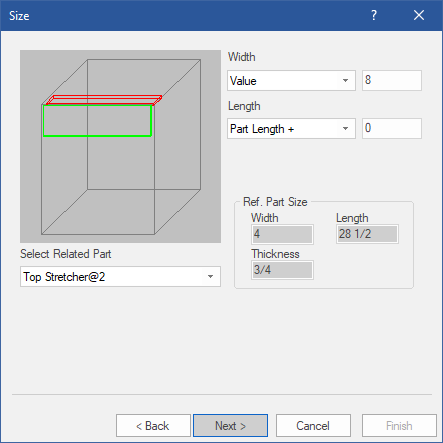 Size
?
Width
Value
8
Length
Part Length +
0
Ref. Part Size
Width
Length
4
28 1/2
Thickness
3/4
Select Related Part
Top Stretcher@2
< Back
Next >
Cancel
Finish